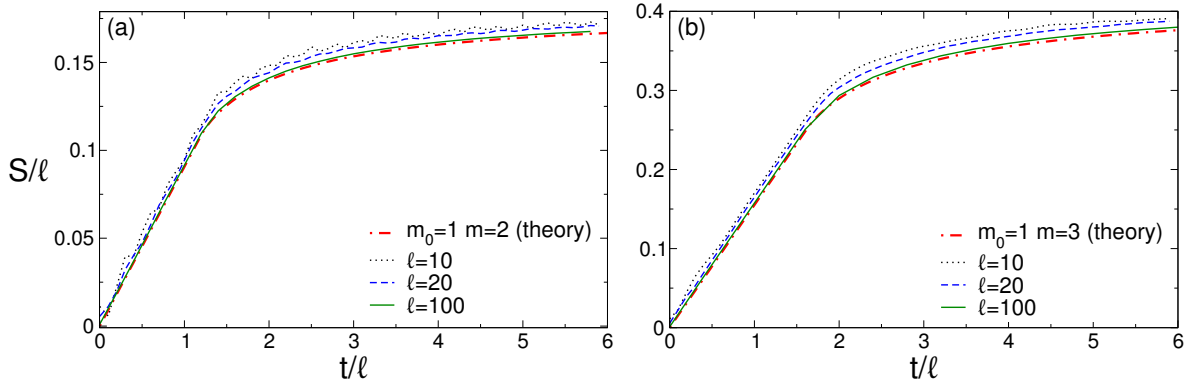 (a)
0.15
0.1
0.05
0
S/ℓ
m₀=1 m=2 (theory)
ℓ=10
ℓ=20
ℓ=100
0 1 2 3 4 5 6
t/ℓ
(b)
0.4
0.3
0.2
0.1
0
m₀=1 m=3 (theory)
ℓ=10
ℓ=20
ℓ=100
0 1 2 3 4 5 6
t/ℓ